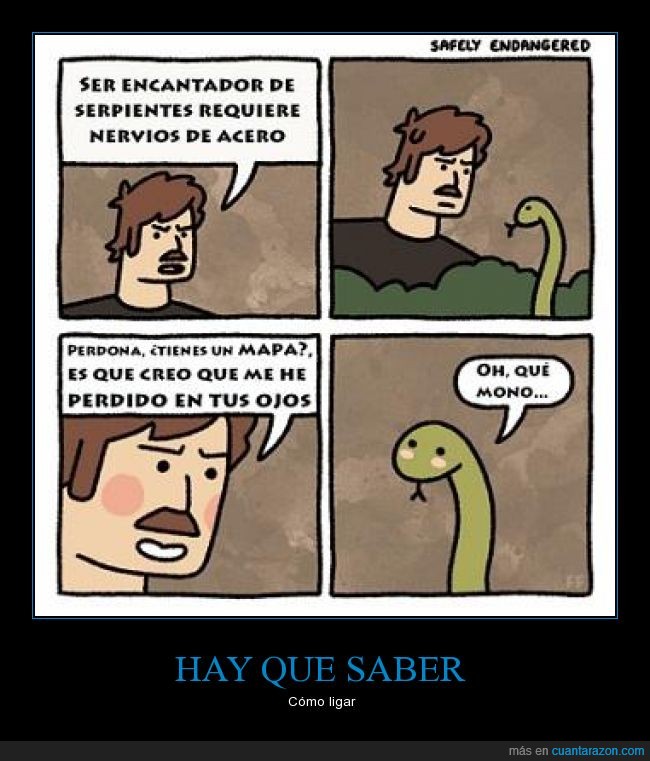 SAFELY ENDANGERED
SER ENCANTADOR DE
SERPIENTES REQUIERE
NERVIOS DE ACERO
PERDONA, ¿TIENES UN MAPA?,
ES QUE CREO QUE ME HE
PERDIDO EN TUS OJOS
OH, QUÉ
MONO...
FF
HAY QUE SABER
Cómo ligar
más en cuantarazon.com